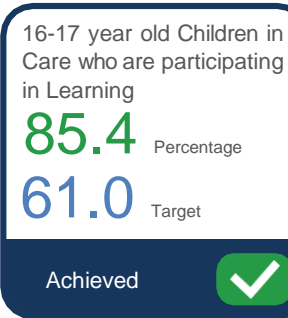 16-17 year old Children in
Care who are participating
in Learning
85.4 Percentage
61.0 Target
Achieved